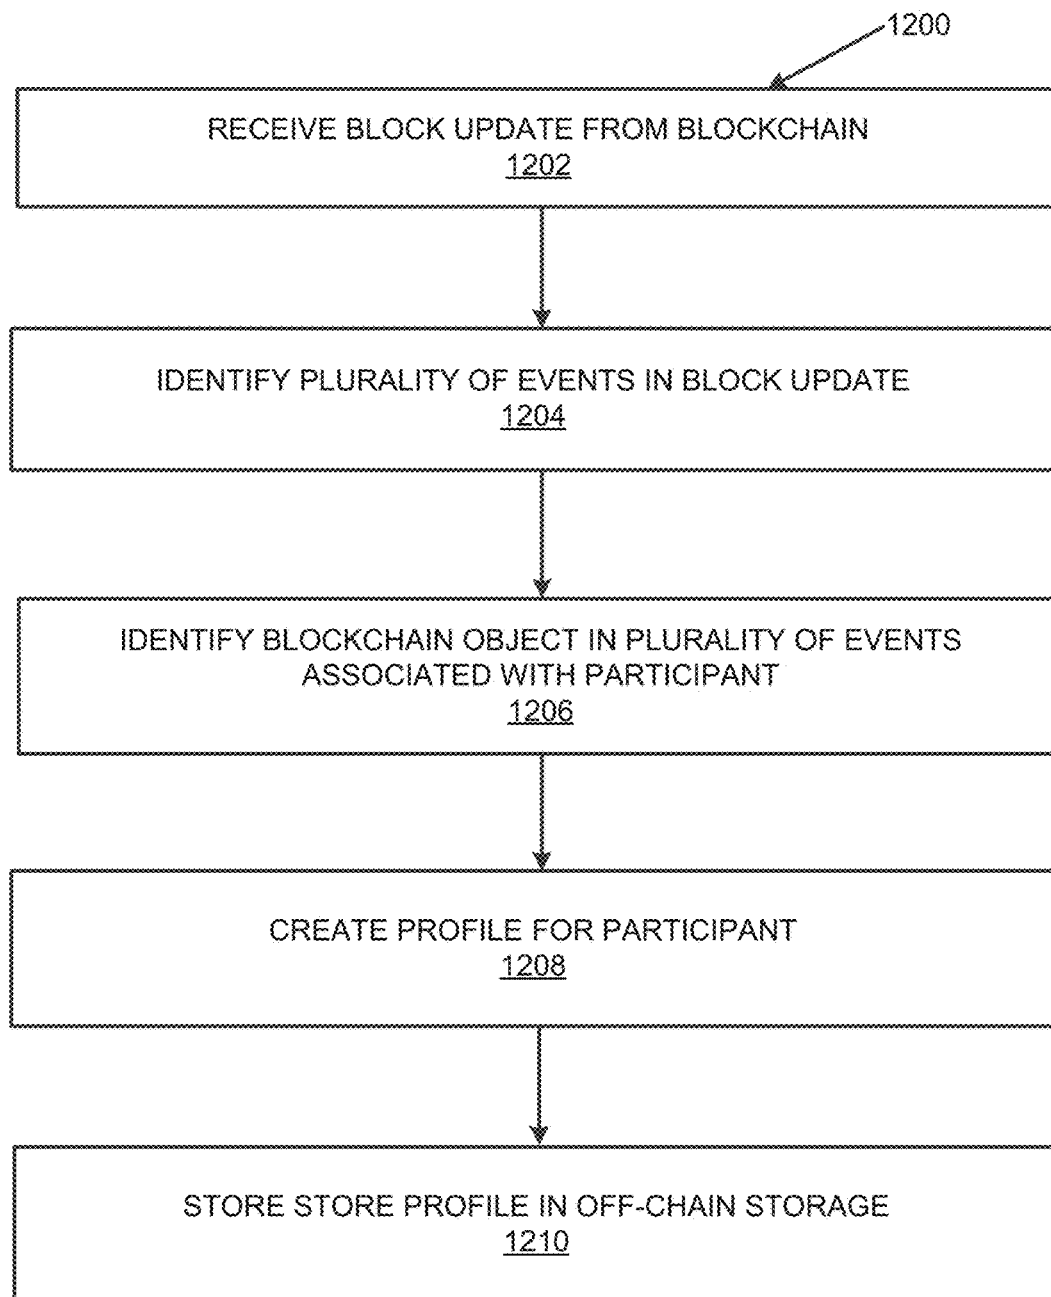 1200
RECEIVE BLOCK UPDATE FROM BLOCKCHAIN
1202
IDENTIFY PLURALITY OF EVENTS IN BLOCK UPDATE
1204
IDENTIFY BLOCKCHAIN OBJECT IN PLURALITY OF EVENTS
ASSOCIATED WITH PARTICIPANT
1206
CREATE PROFILE FOR PARTICIPANT
1208
STORE STORE PROFILE IN OFF-CHAIN STORAGE
1210